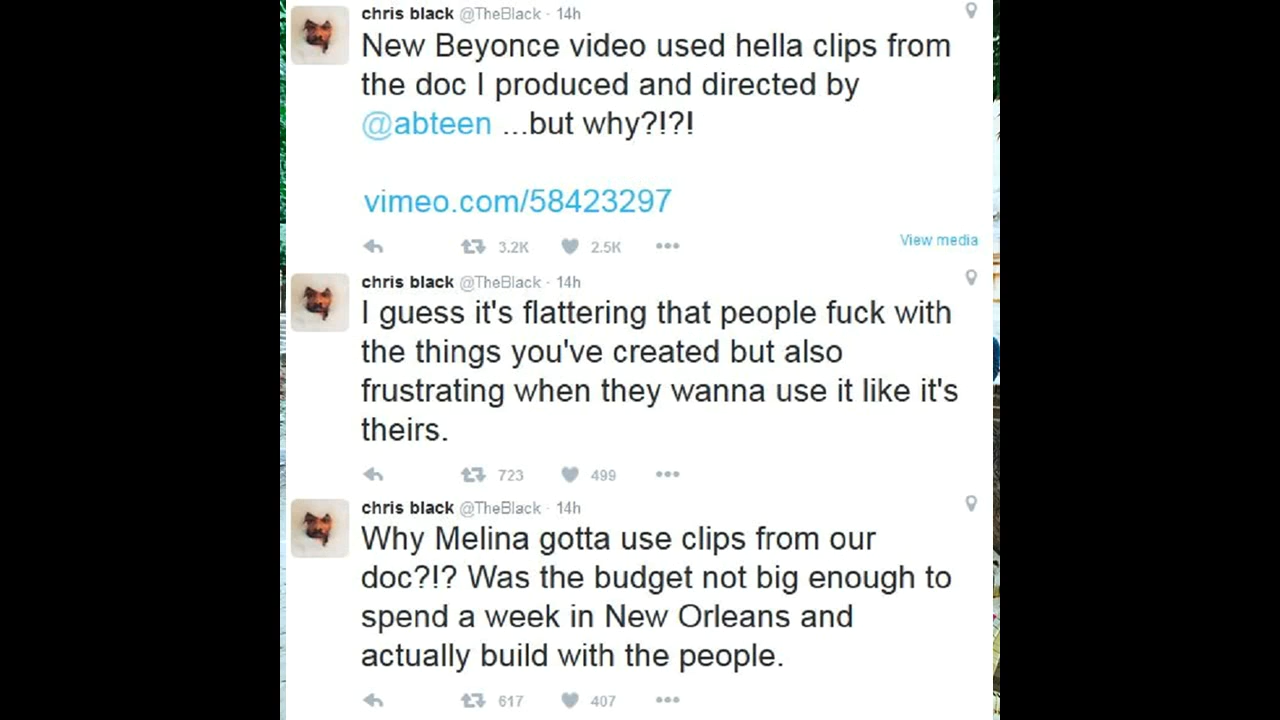 chris black @TheBlack · 14h
New Beyonce video used hella clips from
the doc I produced and directed by
@abteen ...but why?!?!
vimeo.com/58423297
3.2K 2.5K
View media
chris black @TheBlack · 14h
I guess it's flattering that people fuck with
the things you've created but also
frustrating when they wanna use it like it's
theirs.
723 499
chris black @TheBlack · 14h
Why Melina gotta use clips from our
doc?!? Was the budget not big enough to
spend a week in New Orleans and
actually build with the people.
617 407